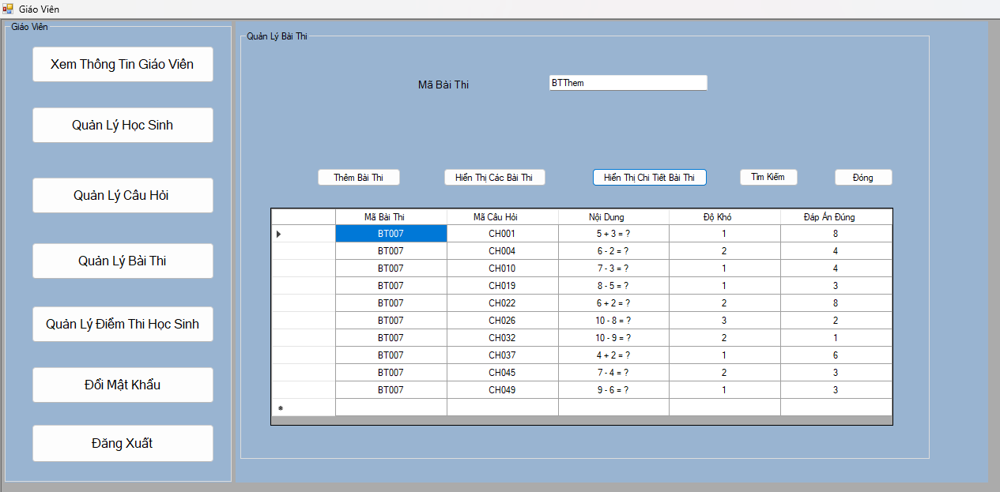 Giáo Viên
Giáo Viên
Xem Thông Tin Giáo Viên
Quản Lý Học Sinh
Quản Lý Câu Hỏi
Quản Lý Bài Thi
Quản Lý Điểm Thi Học Sinh
Đổi Mật Khẩu
Đăng Xuất
Quản Lý Bài Thi
Mã Bài Thi BTThem
Thêm Bài Thi Hiển Thị Các Bài Thi Hiển Thị Chi Tiết Bài Thi Tìm Kiếm Đóng
Mã Bài Thi Mã Câu Hỏi Nội Dung Độ Khó Đáp Án Đúng
BT007 CH001 5 + 3 = ? 1 8
BT007 CH004 6 - 2 = ? 2 4
BT007 CH010 7 - 3 = ? 1 4
BT007 CH019 8 - 5 = ? 1 3
BT007 CH022 6 + 2 = ? 2 8
BT007 CH026 10 - 8 = ? 3 2
BT007 CH032 10 - 9 = ? 2 1
BT007 CH037 4 + 2 = ? 1 6
BT007 CH045 7 - 4 = ? 2 3
BT007 CH049 9 - 6 = ? 1 3